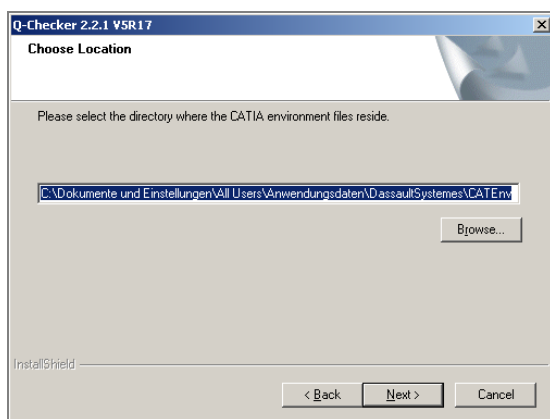 Q-Checker 2.2.1 V5R17
Choose Location
Please select the directory where the CATIA environment files reside.
C:\Dokumente und Einstellungen\All Users\Anwendungsdaten\DassaultSystemes\CATEnv
Browse...
InstallShield
< Back
Next >
Cancel